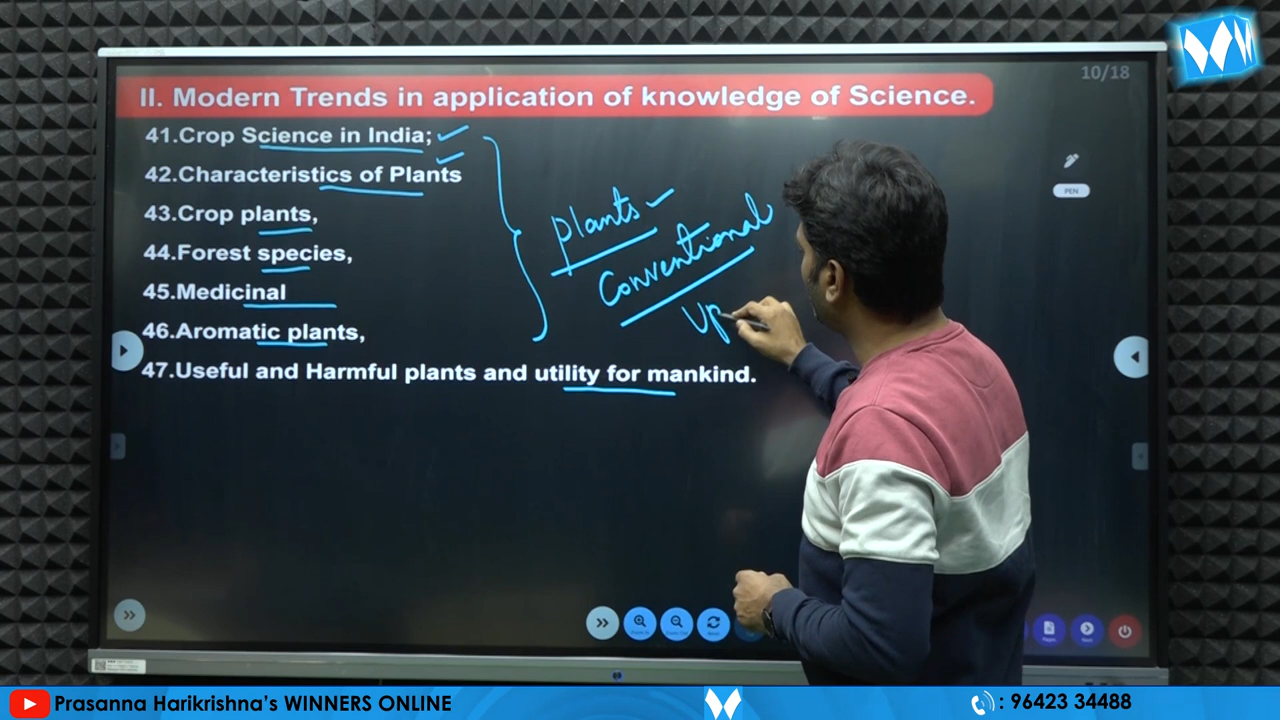 10/18
II. Modern Trends in application of knowledge of Science.
41.Crop Science in India;
42.Characteristics of Plants
43.Crop plants,
44.Forest species,
45.Medicinal
46.Aromatic plants,
47.Useful and Harmful plants and utility for mankind.
plants
Conventional
Up
PEN
Prasanna Harikrishna's WINNERS ONLINE
: 96423 34488